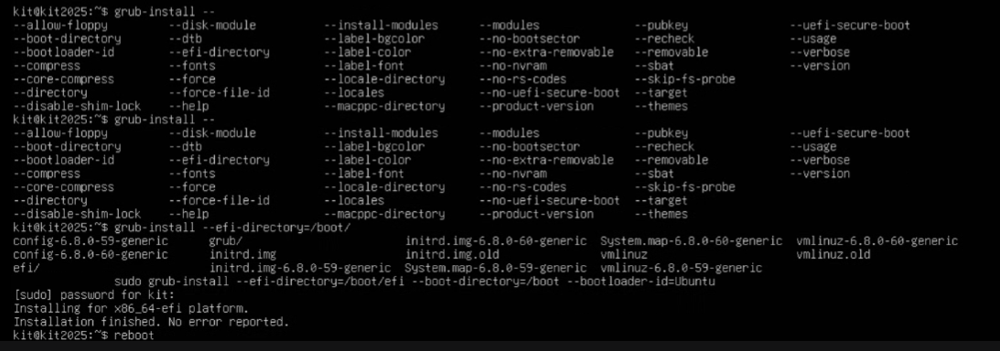 kit@kit2025:~$ grub-install --
--allow-floppy --disk-module --install-modules --modules --pubkey --uefi-secure-boot
--boot-directory --dtb --label-bgcolor --no-bootsector --recheck --usage
--bootloader-id --efi-directory --label-color --no-extra-removable --removable --verbose
--compress --fonts --label-font --no-nvram --sbat --version
--core-compress --force --locale-directory --no-rs-codes --skip-fs-probe
--directory --force-file-id --locales --no-uefi-secure-boot --target
--disable-shim-lock --help --macppc-directory --product-version --themes
kit@kit2025:~$ grub-install --
--allow-floppy --disk-module --install-modules --modules --pubkey --uefi-secure-boot
--boot-directory --dtb --label-bgcolor --no-bootsector --recheck --usage
--bootloader-id --efi-directory --label-color --no-extra-removable --removable --verbose
--compress --fonts --label-font --no-nvram --sbat --version
--core-compress --force --locale-directory --no-rs-codes --skip-fs-probe
--directory --force-file-id --locales --no-uefi-secure-boot --target
--disable-shim-lock --help --macppc-directory --product-version --themes
kit@kit2025:~$ grub-install --efi-directory=/boot/
config-6.8.0-59-generic grub/ initrd.img-6.8.0-60-generic System.map-6.8.0-60-generic vmlinuz-6.8.0-60-generic
config-6.8.0-60-generic initrd.img initrd.img.old vmlinuz vmlinuz.old
efi/ initrd.img-6.8.0-59-generic System.map-6.8.0-59-generic vmlinuz-6.8.0-59-generic
sudo grub-install --efi-directory=/boot/efi --boot-directory=/boot --bootloader-id=Ubuntu
[sudo] password for kit:
Installing for x86_64-efi platform.
Installation finished. No error reported.
kit@kit2025:~$ reboot